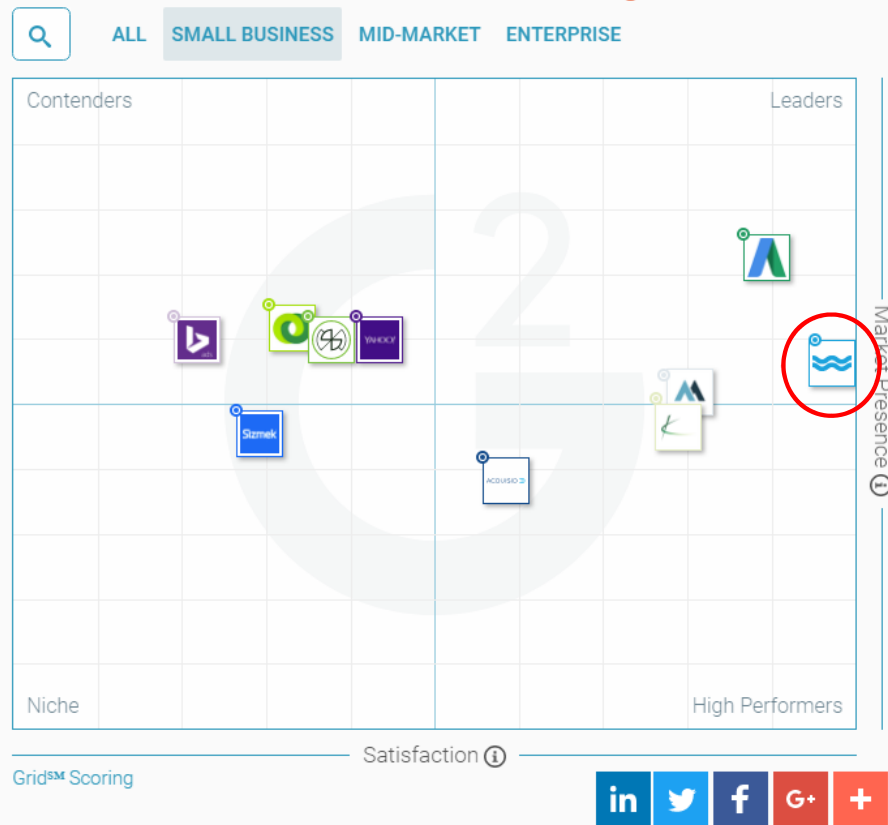 ALL SMALL BUSINESS MID-MARKET ENTERPRISE
Contenders
Leaders
YAHOO!
ads
Sizmek
ACQUISIO
Market Presence
Niche
High Performers
Satisfaction
Grid℠ Scoring
in
f
G+
+